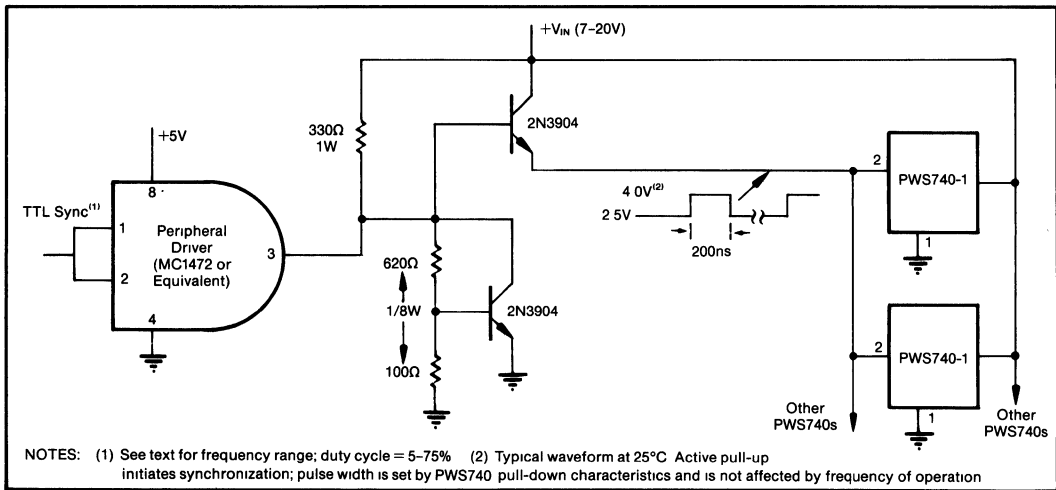 +VIN (7–20V)
2N3904
330Ω
1W
+5V
8
TTL Sync(1)
1
2
Peripheral
Driver
(MC1472 or
Equivalent)
3
4
620Ω
1/8W
100Ω
2N3904
4 0V(2)
2 5V
200ns
2
PWS740-1
1
2
PWS740-1
1
Other
PWS740s
Other
PWS740s
NOTES: (1) See text for frequency range; duty cycle = 5–75% (2) Typical waveform at 25°C Active pull-up
initiates synchronization; pulse width is set by PWS740 pull-down characteristics and is not affected by frequency of operation